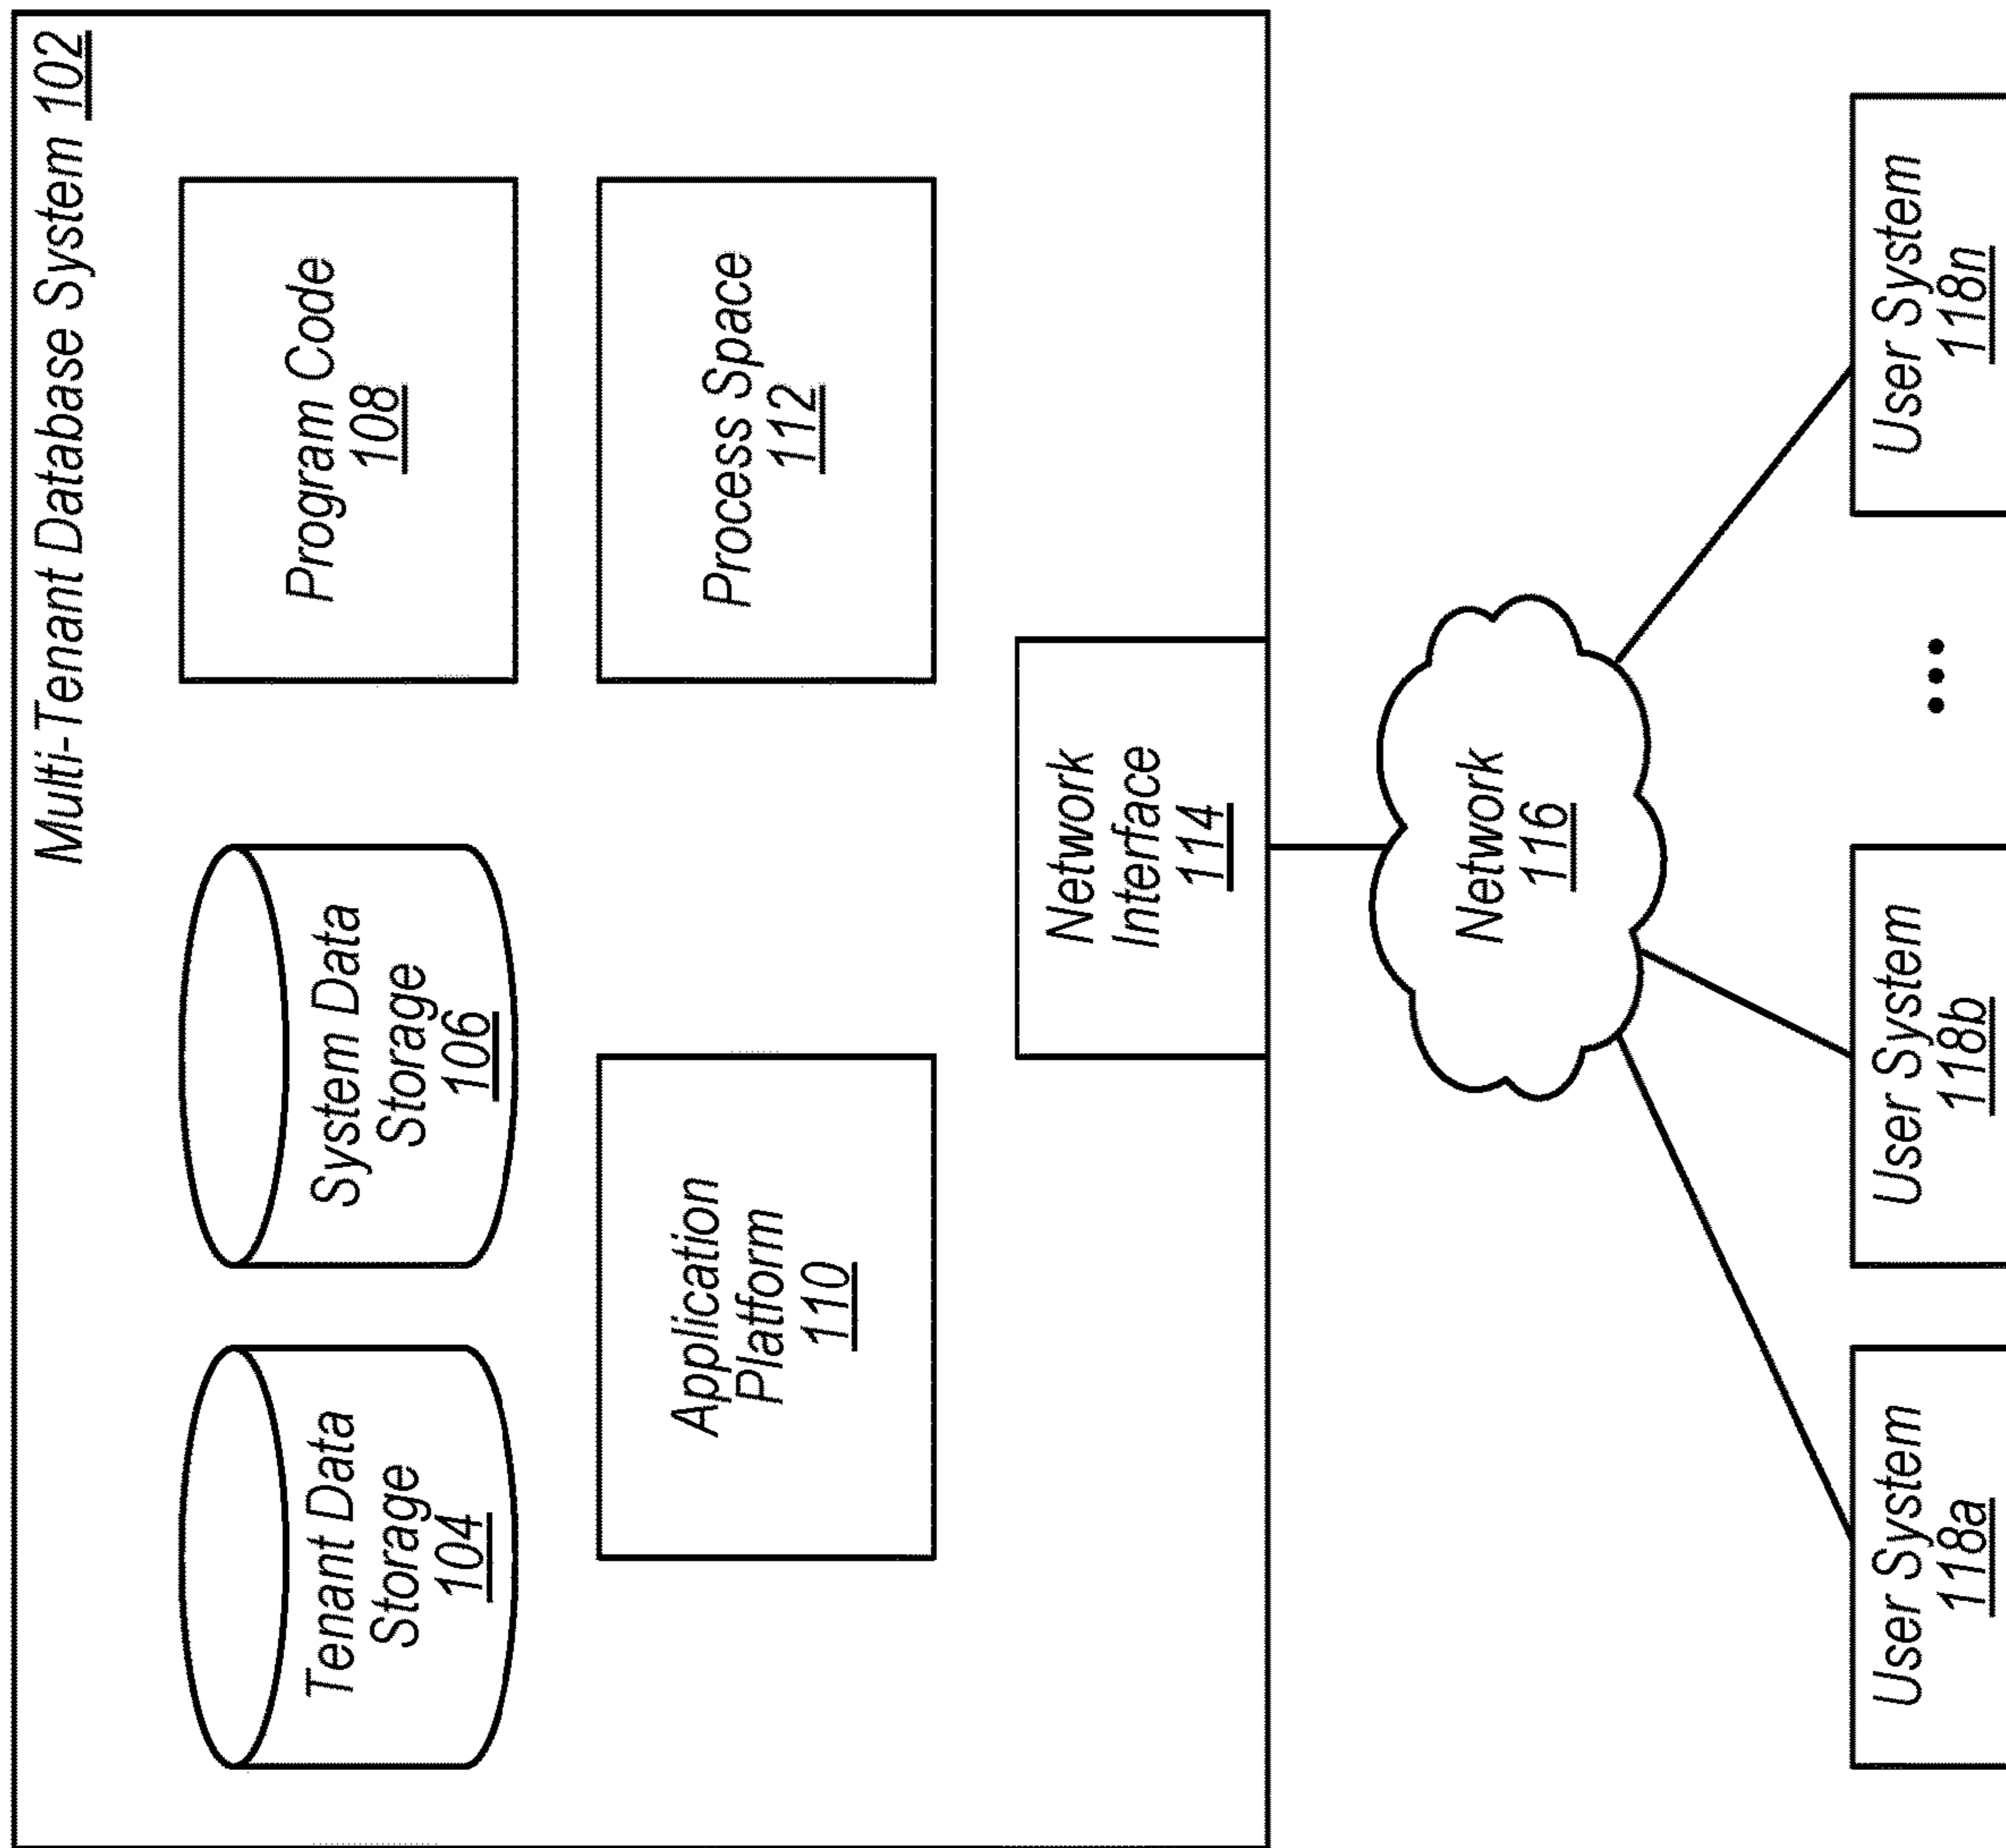 Multi-Tenant Database System 102
Tenant Data
Storage
104
System Data
Storage
106
Program Code
108
Application
Platform
110
Process Space
112
Network
Interface
114
Network
116
User System
118a
User System
118b
...
User System
118n